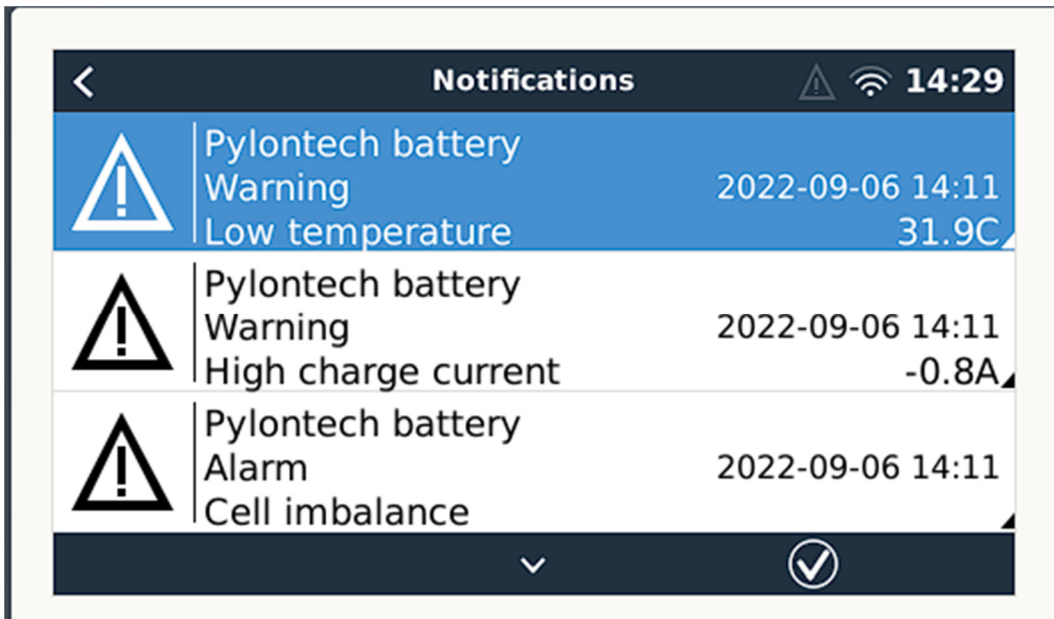 Notifications
14:29
Pylontech battery
Warning
2022-09-06 14:11
Low temperature
31.9C
Pylontech battery
Warning
2022-09-06 14:11
High charge current
-0.8A
Pylontech battery
Alarm
2022-09-06 14:11
Cell imbalance